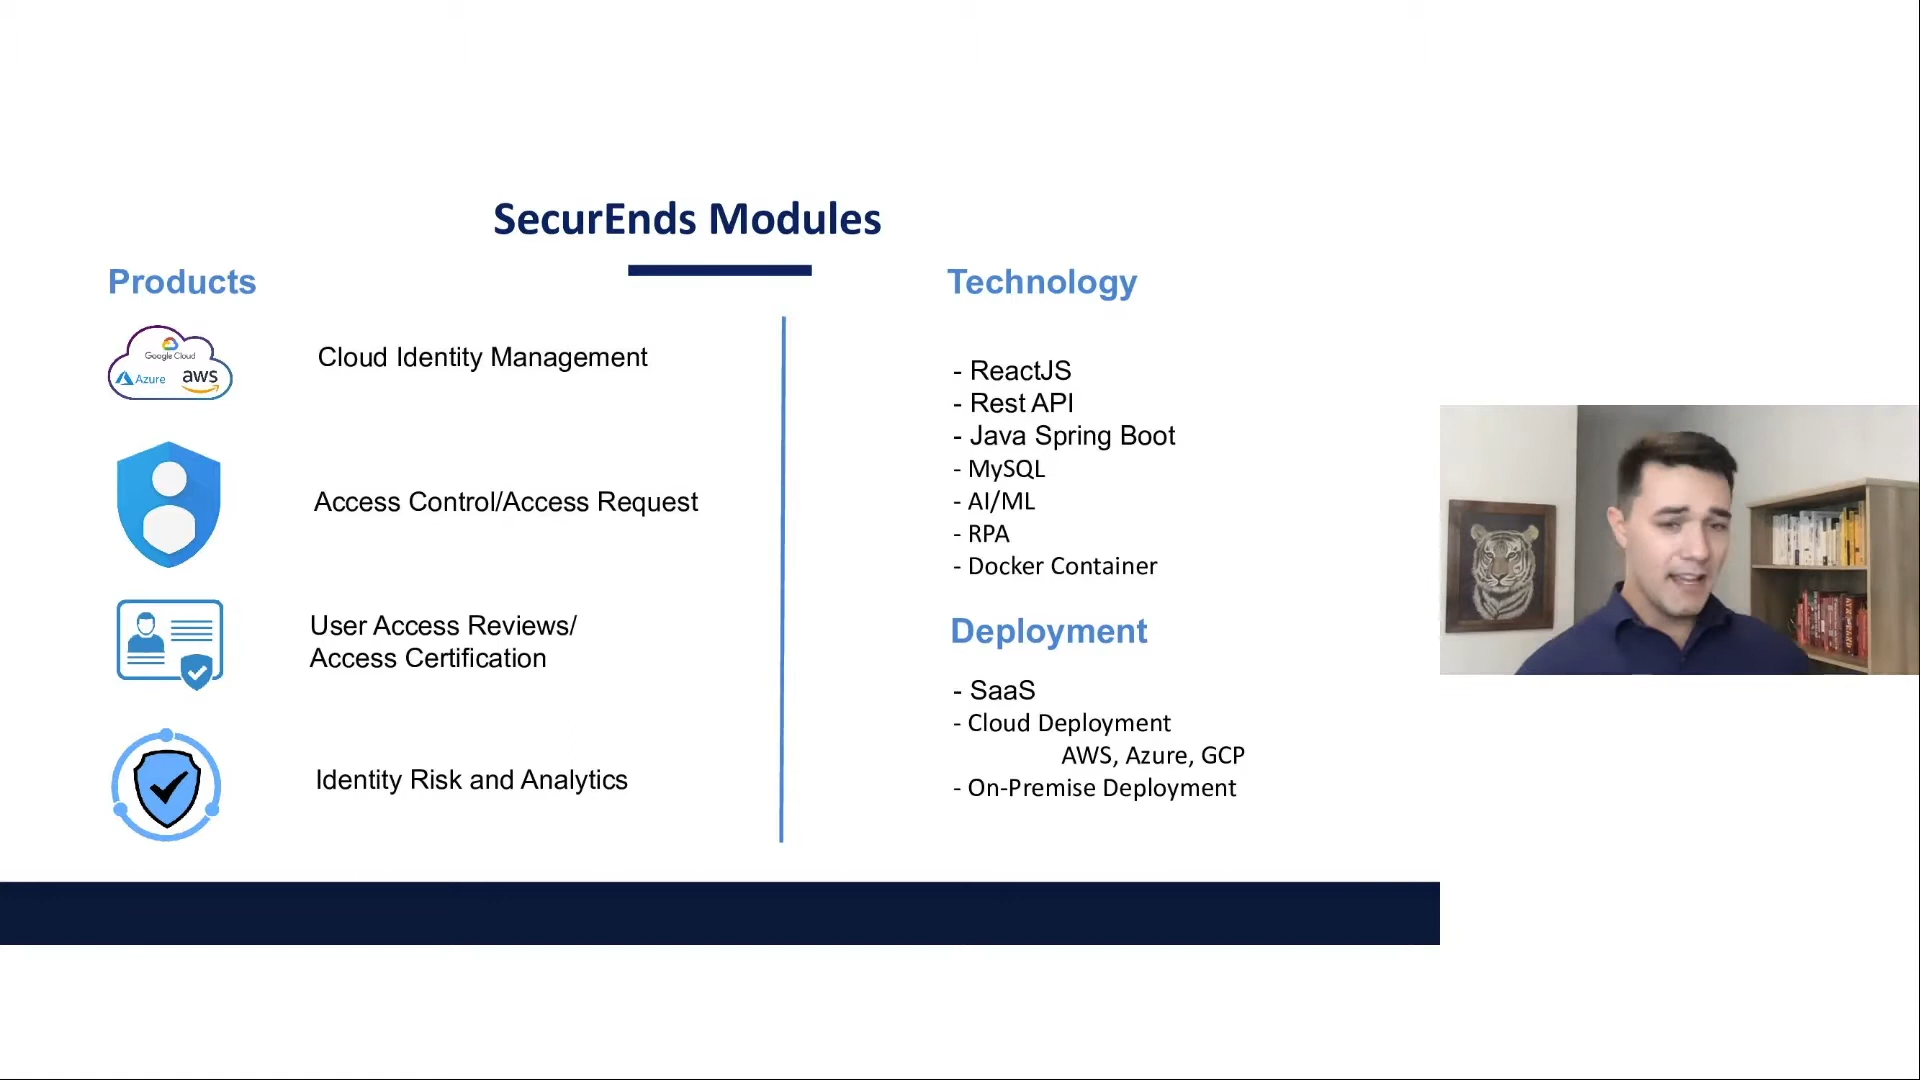 SecurEnds Modules
Products
Google Cloud
Azure aws
Cloud Identity Management
Access Control/Access Request
User Access Reviews/
Access Certification
Identity Risk and Analytics
Technology
- ReactJS
- Rest API
- Java Spring Boot
- MySQL
- AI/ML
- RPA
- Docker Container
Deployment
- SaaS
- Cloud Deployment
AWS, Azure, GCP
- On-Premise Deployment